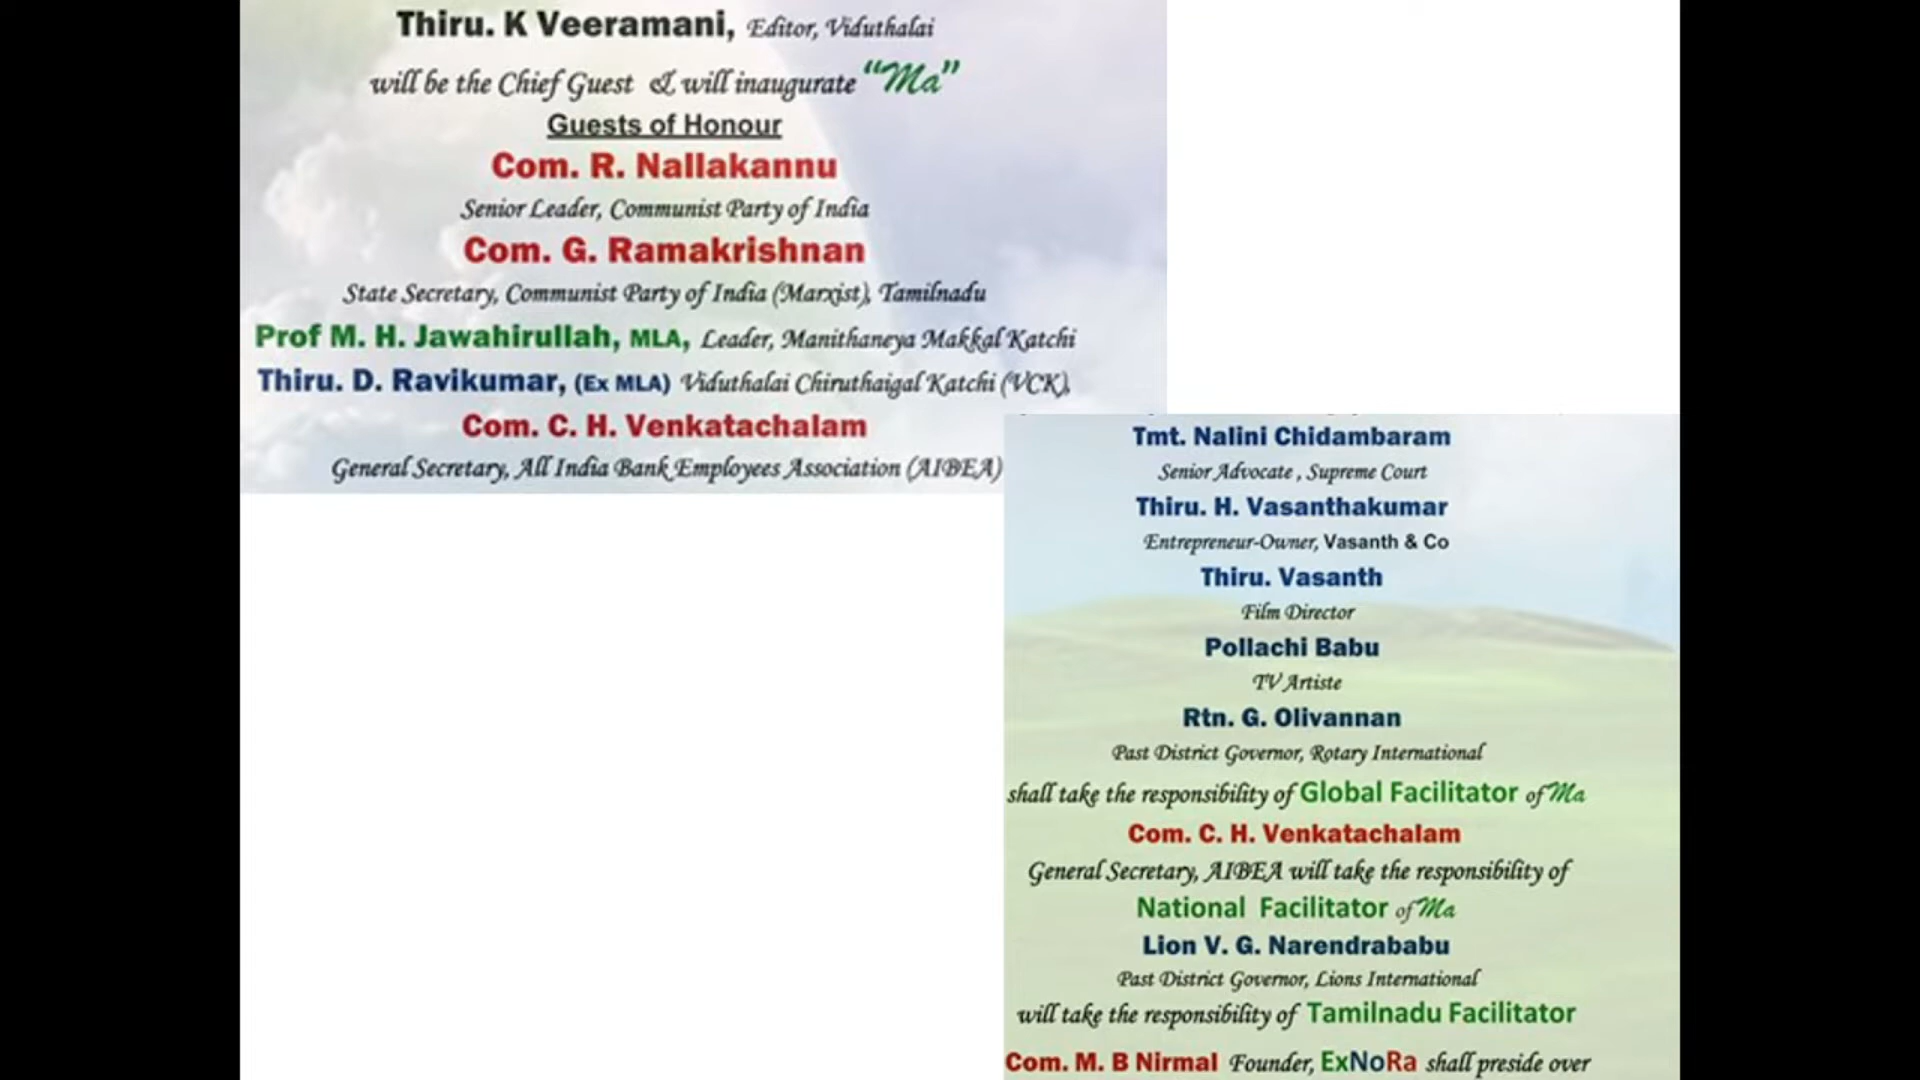 Thiru. K Veeramani, Editor, Viduthalai
will be the Chief Guest & will inaugurate “Ma”
Guests of Honour
Com. R. Nallakannu
Senior Leader, Communist Party of India
Com. G. Ramakrishnan
State Secretary, Communist Party of India (Marxist), Tamilnadu
Prof M. H. Jawahirullah, MLA, Leader, Manithaneya Makkal Katchi
Thiru. D. Ravikumar, (Ex MLA) Viduthalai Chiruthaigal Katchi (VCK),
Com. C. H. Venkatachalam
General Secretary, All India Bank Employees Association (AIBEA)
Tmt. Nalini Chidambaram
Senior Advocate , Supreme Court
Thiru. H. Vasanthakumar
Entrepreneur-Owner, Vasanth & Co
Thiru. Vasanth
Film Director
Pollachi Babu
TV Artiste
Rtn. G. Olivannan
Past District Governor, Rotary International
shall take the responsibility of Global Facilitator of Ma
Com. C. H. Venkatachalam
General Secretary, AIBEA will take the responsibility of
National Facilitator of Ma
Lion V. G. Narendrababu
Past District Governor, Lions International
will take the responsibility of Tamilnadu Facilitator
Com. M. B Nirmal Founder, ExNoRa shall preside over